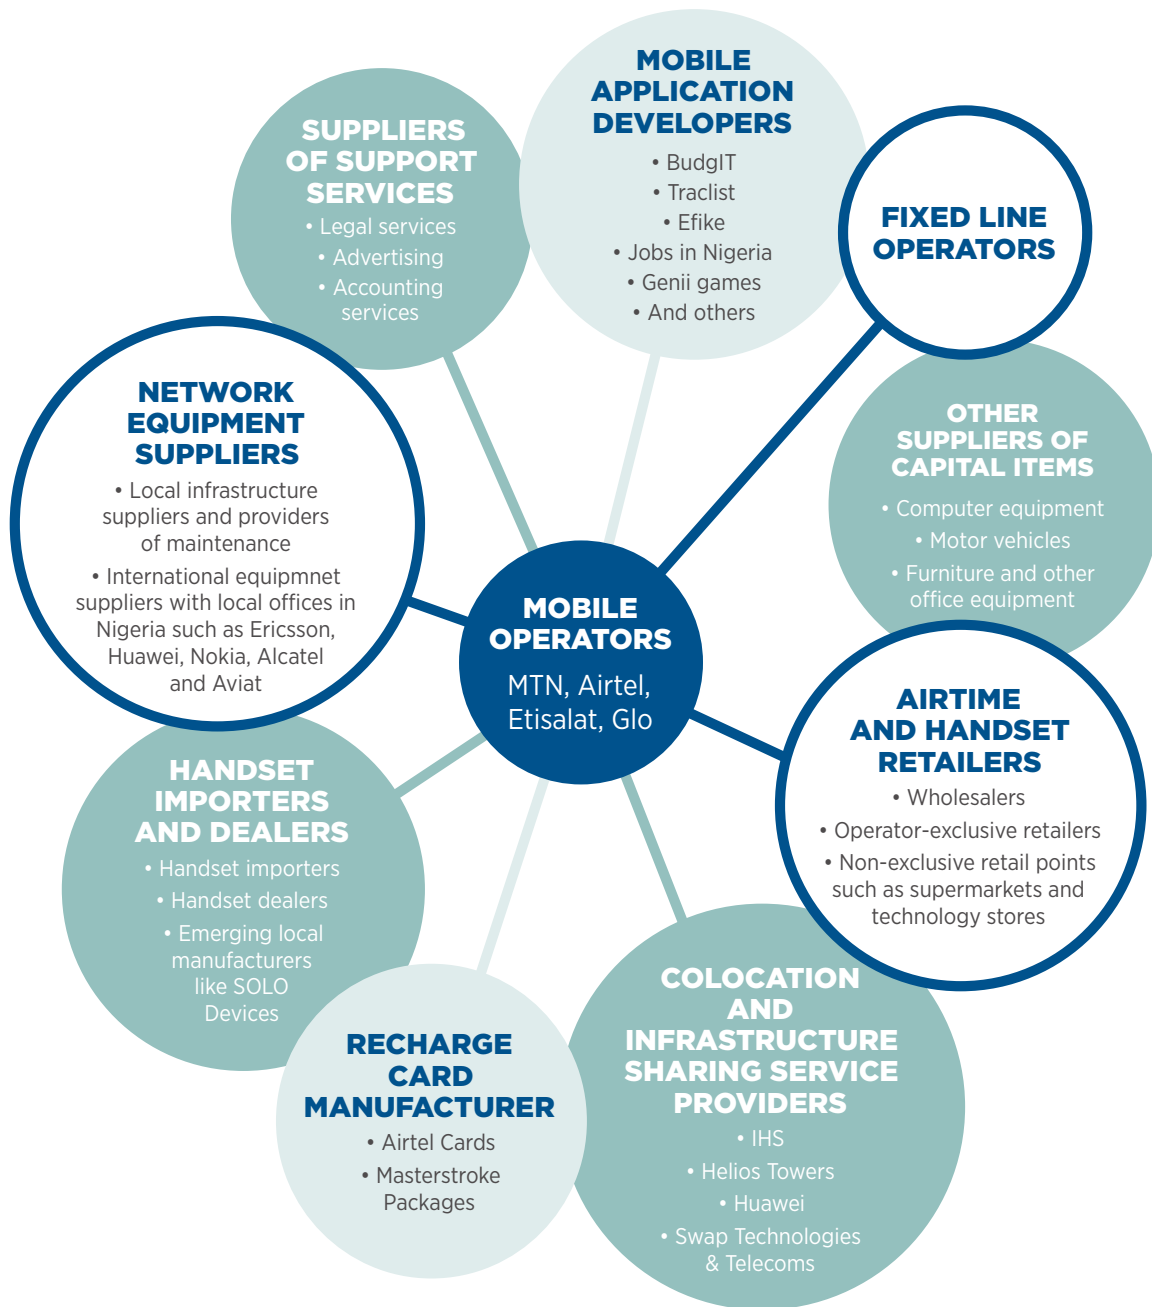 MOBILE
APPLICATION
DEVELOPERS
• BudgIT
• Traclist
• Efike
• Jobs in Nigeria
• Genii games
• And others
SUPPLIERS
OF SUPPORT
SERVICES
• Legal services
• Advertising
• Accounting
services
FIXED LINE
OPERATORS
NETWORK
EQUIPMENT
SUPPLIERS
• Local infrastructure
suppliers and providers
of maintenance
• International equipmnet
suppliers with local offices in
Nigeria such as Ericsson,
Huawei, Nokia, Alcatel
and Aviat
OTHER
SUPPLIERS OF
CAPITAL ITEMS
• Computer equipment
• Motor vehicles
• Furniture and other
office equipment
MOBILE
OPERATORS
MTN, Airtel,
Etisalat, Glo
AIRTIME
AND HANDSET
RETAILERS
• Wholesalers
• Operator-exclusive retailers
• Non-exclusive retail points
such as supermarkets and
technology stores
HANDSET
IMPORTERS
AND DEALERS
• Handset importers
• Handset dealers
• Emerging local
manufacturers
like SOLO
Devices
COLOCATION
AND
INFRASTRUCTURE
SHARING SERVICE
PROVIDERS
• IHS
• Helios Towers
• Huawei
• Swap Technologies
& Telecoms
RECHARGE
CARD
MANUFACTURER
• Airtel Cards
• Masterstroke
Packages